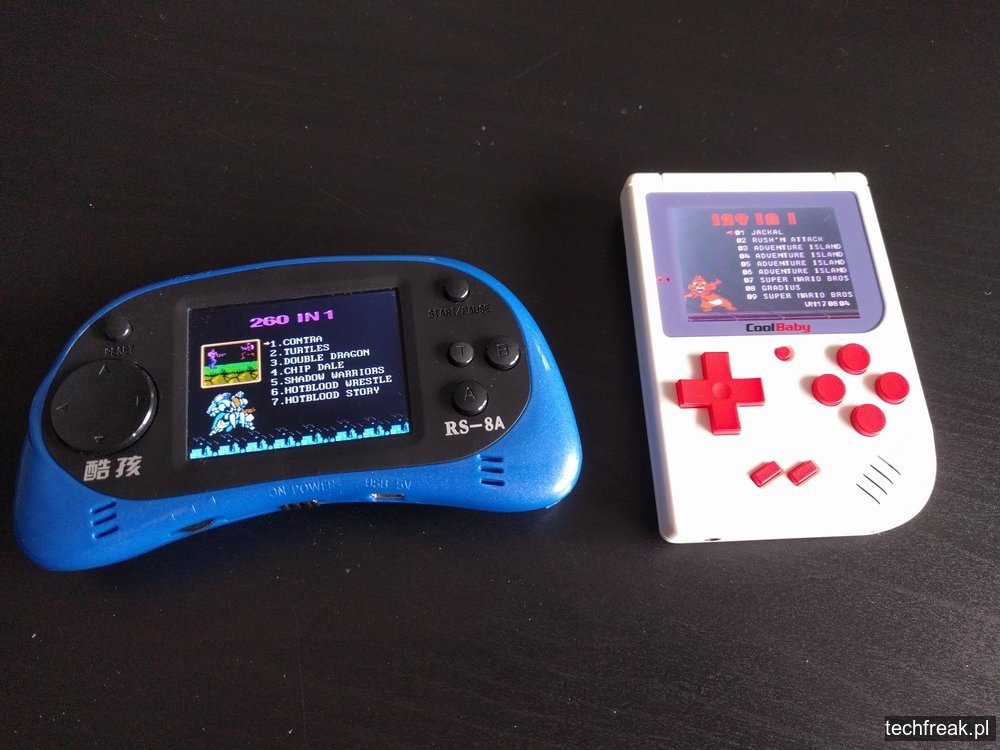 260 IN 1
1.CONTRA
2.TURTLES
3.DOUBLE DRAGON
4.CHIP DALE
5.SHADOW WARRIORS
6.HOTBLOOD WRESTLE
7.HOTBLOOD STORY
RESET
START/PAUSE
T
B
A
RS-8A
酷孩
ON POWER
USB 5V
129 IN 1
01 JACKAL
02 RUSH'N ATTACK
03 ADVENTURE ISLAND
04 ADVENTURE ISLAND
05 ADVENTURE ISLAND
06 ADVENTURE ISLAND
07 SUPER MARIO BROS
08 GRADIUS
09 SUPER MARIO BROS
CoolBaby
techfreak.pl